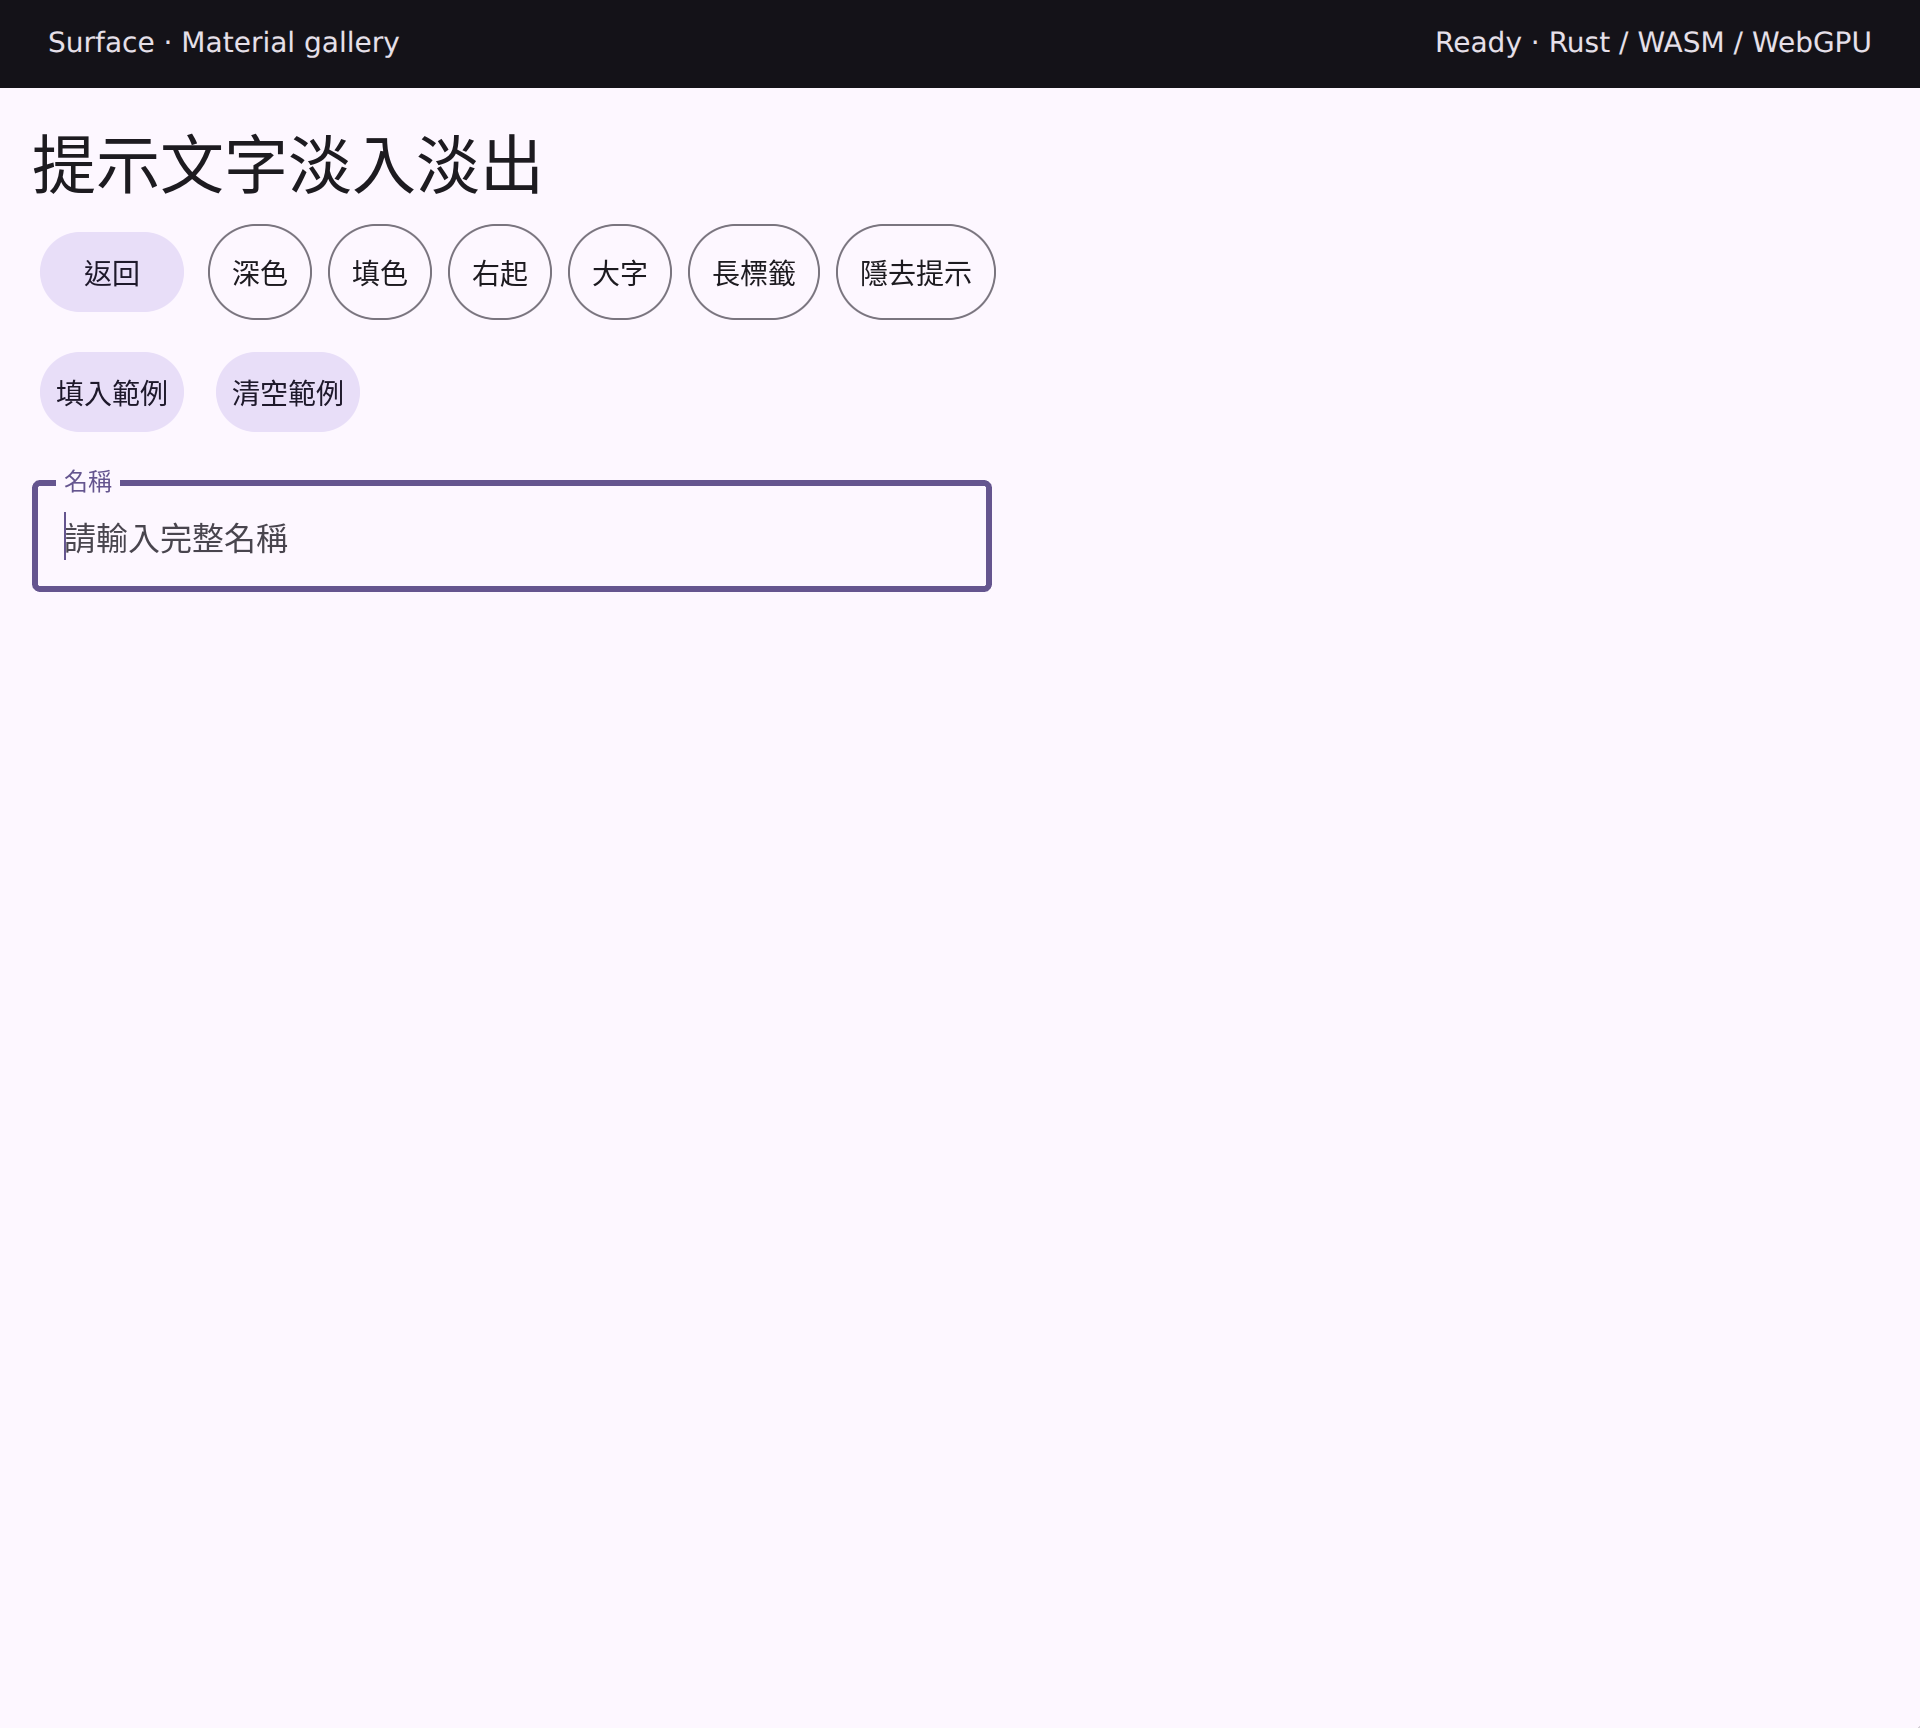 Surface · Material gallery
Ready · Rust / WASM / WebGPU
提示文字淡入淡出
返回 深色 填色 右起 大字 長標籤 隱去提示
填入範例 清空範例
名稱
請輸入完整名稱